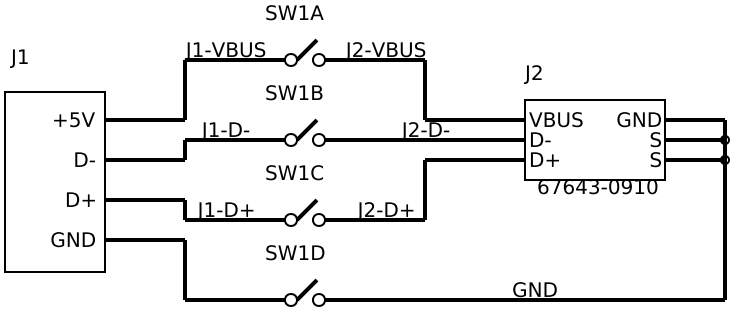 SW1A
J1
J1-VBUS
J2-VBUS
J2
SW1B
+5V
VBUS
GND
J1-D-
J2-D-
D-
S
D-
D+
S
SW1C
67643-0910
D+
J1-D+
J2-D+
GND
SW1D
GND